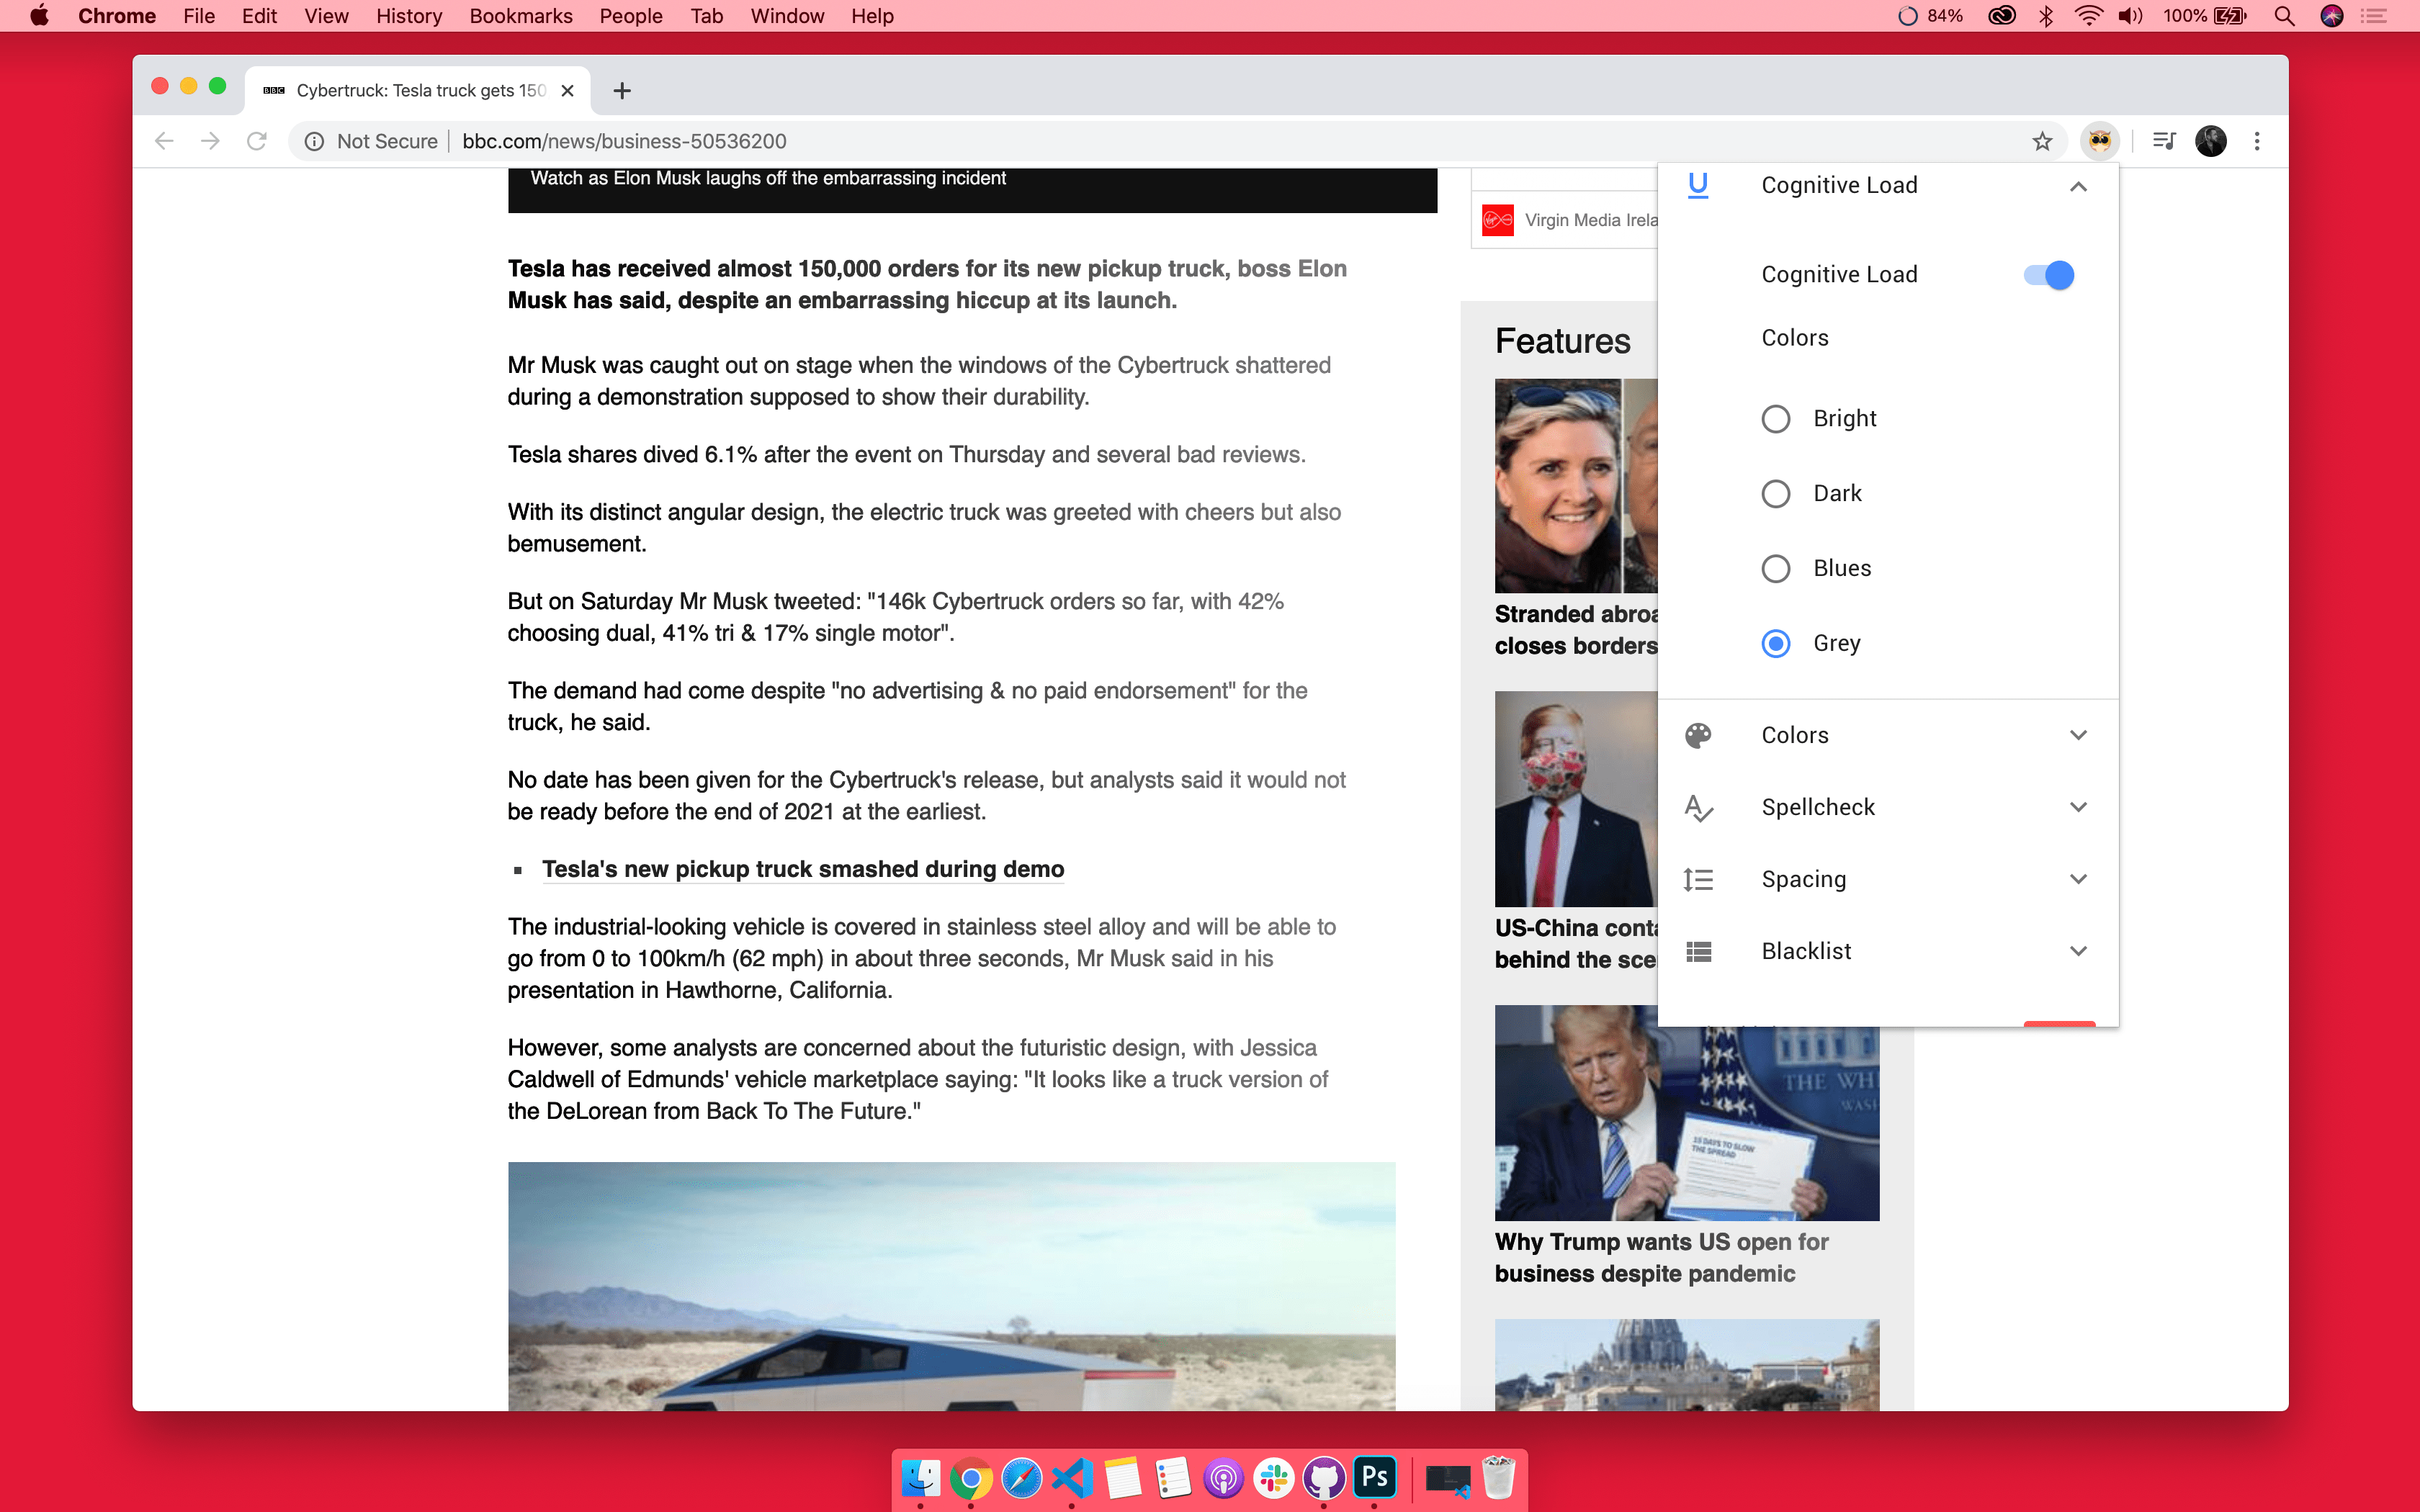 Chrome File Edit View History Bookmarks People Tab Window Help
84% 100%
BBC Cybertruck: Tesla truck gets 150
Not Secure bbc.com/news/business-50536200
Watch as Elon Musk laughs off the embarrassing incident
Tesla has received almost 150,000 orders for its new pickup truck, boss Elon
Musk has said, despite an embarrassing hiccup at its launch.
Mr Musk was caught out on stage when the windows of the Cybertruck shattered
during a demonstration supposed to show their durability.
Tesla shares dived 6.1% after the event on Thursday and several bad reviews.
With its distinct angular design, the electric truck was greeted with cheers but also
bemusement.
But on Saturday Mr Musk tweeted: "146k Cybertruck orders so far, with 42%
choosing dual, 41% tri & 17% single motor".
The demand had come despite "no advertising & no paid endorsement" for the
truck, he said.
No date has been given for the Cybertruck's release, but analysts said it would not
be ready before the end of 2021 at the earliest.
Tesla's new pickup truck smashed during demo
The industrial-looking vehicle is covered in stainless steel alloy and will be able to
go from 0 to 100km/h (62 mph) in about three seconds, Mr Musk said in his
presentation in Hawthorne, California.
However, some analysts are concerned about the futuristic design, with Jessica
Caldwell of Edmunds' vehicle marketplace saying: "It looks like a truck version of
the DeLorean from Back To The Future."
Virgin Media Irela
Features
Stranded abroa
closes borders
US-China conta
behind the sce
THE WH
WASH
15 DAYS TO SLOW
THE SPREAD
Why Trump wants US open for
business despite pandemic
U Cognitive Load
Cognitive Load
Colors
Bright
Dark
Blues
Grey
Colors
Spellcheck
Spacing
Blacklist
Ps